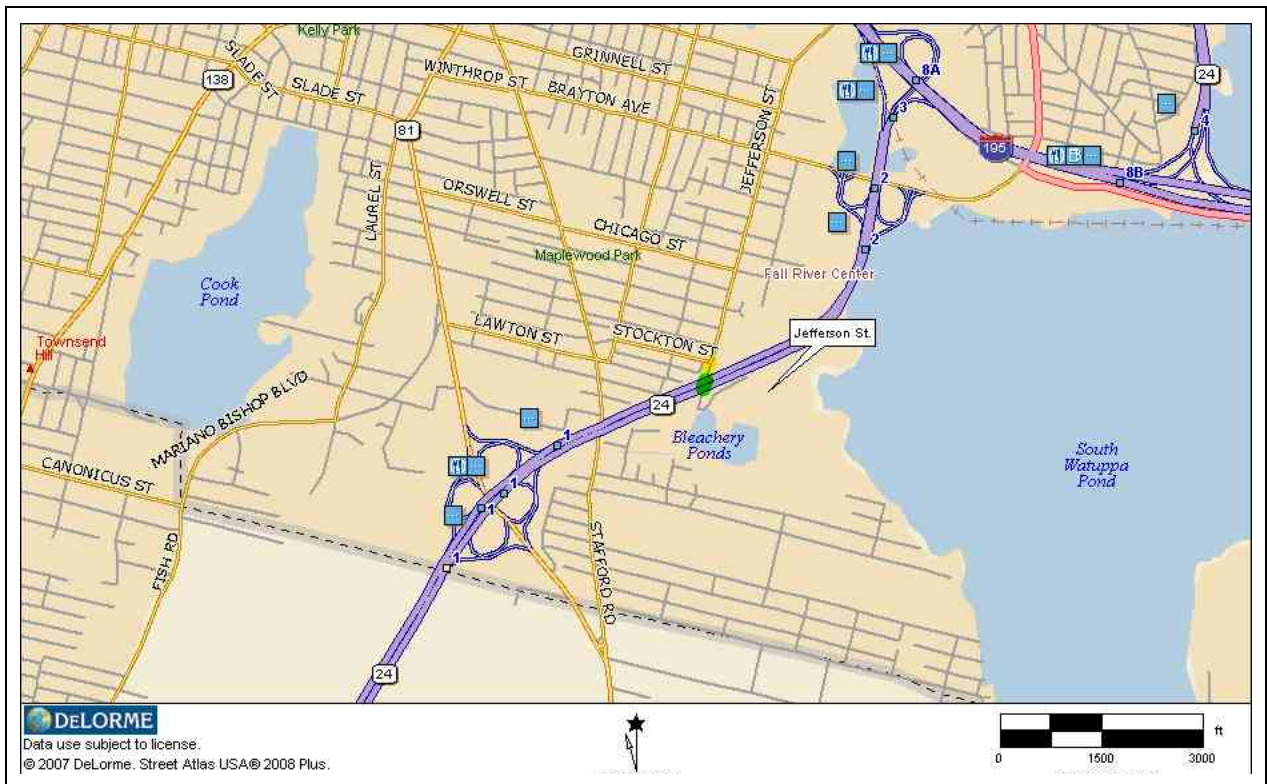 Kelly Park
SLADE ST
138
SLADE ST
WINTHROP ST
GRINNELL ST
BRAYTON AVE
JEFFERSON ST
8A
3
24
4
195
8B
81
LAUREL ST
ORSWELL ST
CHICAGO ST
2
2
Maplewood Park
Fall River Center
Cook
Pond
LAWTON ST
STOCKTON ST
Jefferson St.
Townsend
Hill
MARIANO BISHOP BLVD
24
Bleachery
Ponds
South
Watuppa
Pond
CANONICUS ST
1
1
1
1
FISH RD
STAFFORD RD
24
DELORME
Data use subject to license.
© 2007 DeLorme. Street Atlas USA® 2008 Plus.
ft
0 1500 3000